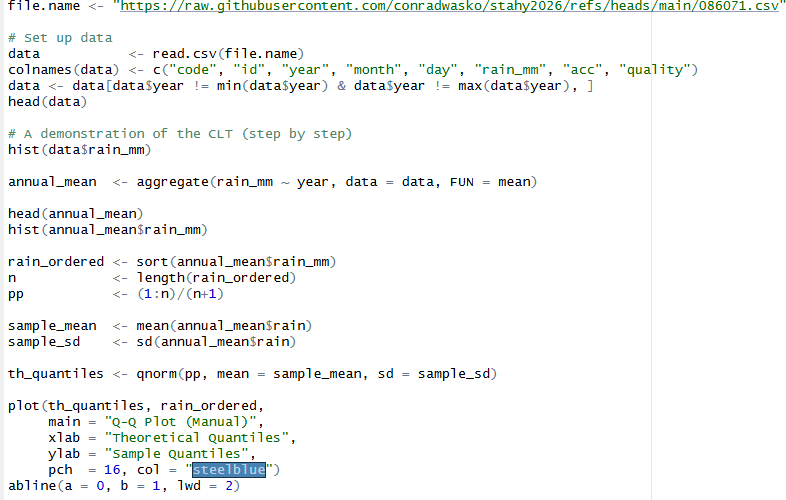 file.name <- "https://raw.githubusercontent.com/conradwasko/stahy2026/refs/heads/main/086071.csv"
# Set up data
data           <- read.csv(file.name)
colnames(data) <- c("code", "id", "year", "month", "day", "rain_mm", "acc", "quality")
data <- data[data$year != min(data$year) & data$year != max(data$year), ]
head(data)
# A demonstration of the CLT (step by step)
hist(data$rain_mm)
annual_mean  <- aggregate(rain_mm ~ year, data = data, FUN = mean)
head(annual_mean)
hist(annual_mean$rain_mm)
rain_ordered <- sort(annual_mean$rain_mm)
n            <- length(rain_ordered)
pp           <- (1:n)/(n+1)
sample_mean  <- mean(annual_mean$rain)
sample_sd    <- sd(annual_mean$rain)
th_quantiles <- qnorm(pp, mean = sample_mean, sd = sample_sd)
plot(th_quantiles, rain_ordered,
     main = "Q-Q Plot (Manual)",
     xlab = "Theoretical Quantiles",
     ylab = "Sample Quantiles",
     pch  = 16, col = "steelblue")
abline(a = 0, b = 1, lwd = 2)